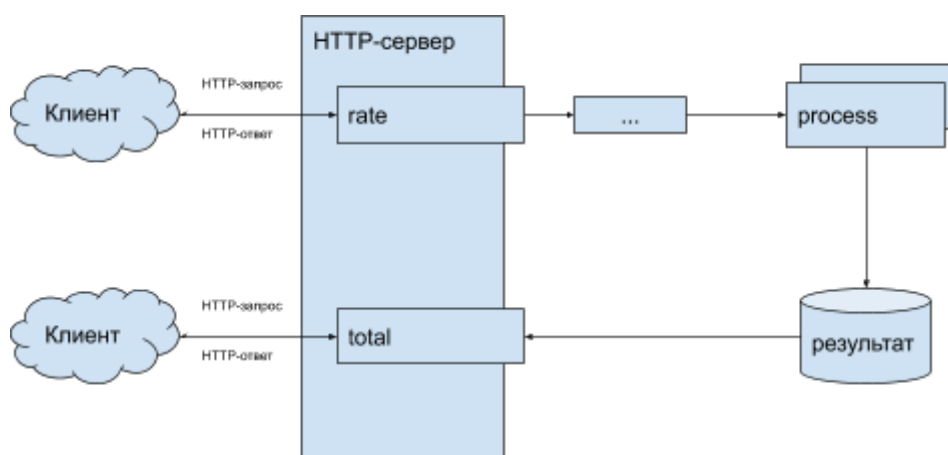 HTTP-сервер
HTTP-запрос
Клиент
rate
...
process
HTTP-ответ
HTTP-запрос
Клиент
total
результат
HTTP-ответ